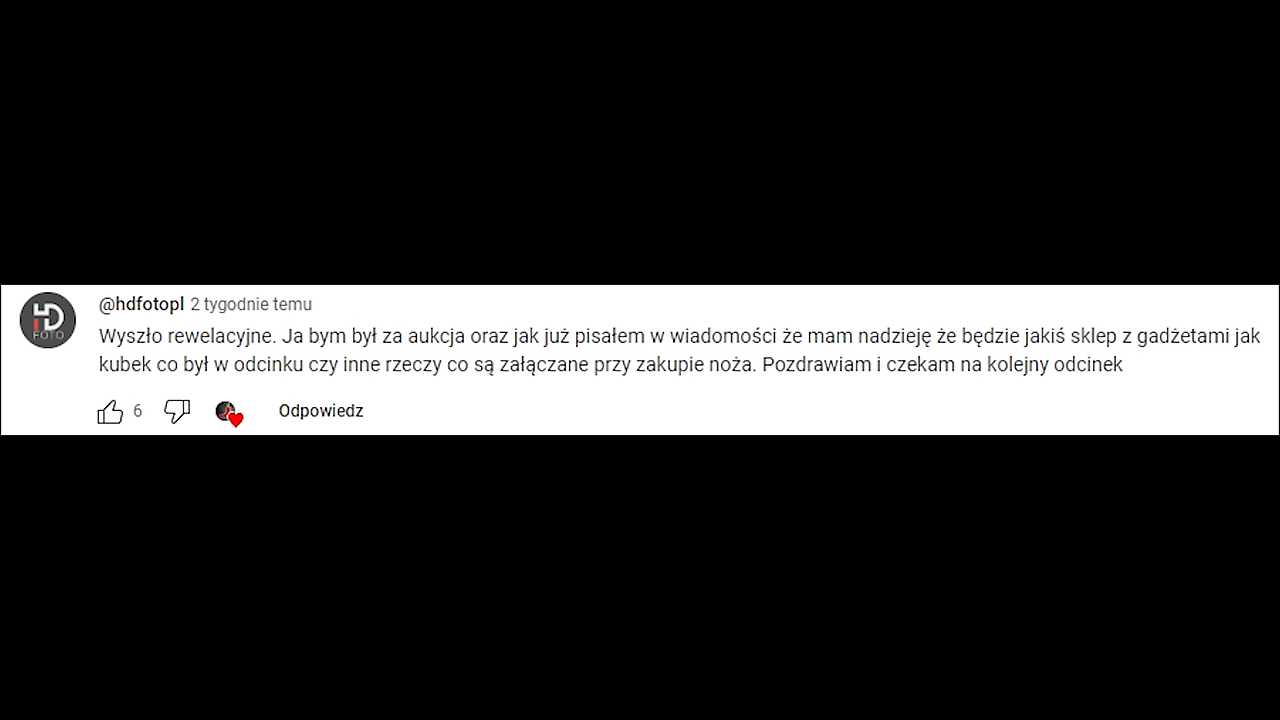 @hdfotopl 2 tygodnie temu
Wyszło rewelacyjne. Ja bym był za aukcja oraz jak już pisałem w wiadomości że mam nadzieję że będzie jakiś sklep z gadżetami jak
kubek co był w odcinku czy inne rzeczy co są załączane przy zakupie noża. Pozdrawiam i czekam na kolejny odcinek
6 Odpowiedz
HD
FOTO